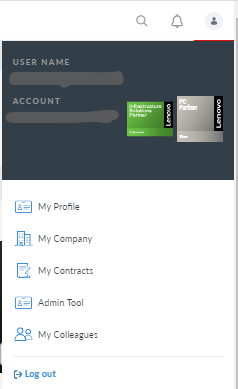 USER NAME
ACCOUNT
Infrastructure
Solutions
Partner
Lenovo
PC
Partner
Lenovo
My Profile
My Company
My Contracts
Admin Tool
My Colleagues
Log out